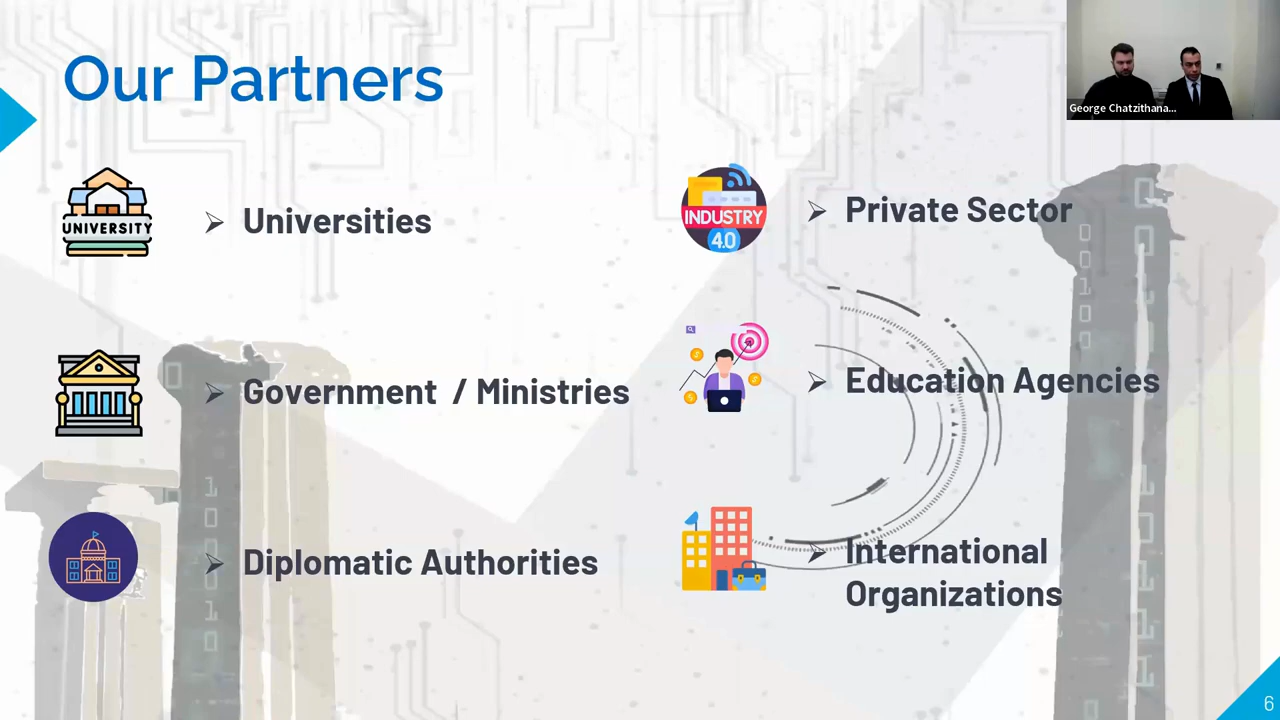 Our Partners
George Chatzithana...
UNIVERSITY
Universities
Government / Ministries
Diplomatic Authorities
INDUSTRY
4.0
Private Sector
Education Agencies
International
Organizations
6